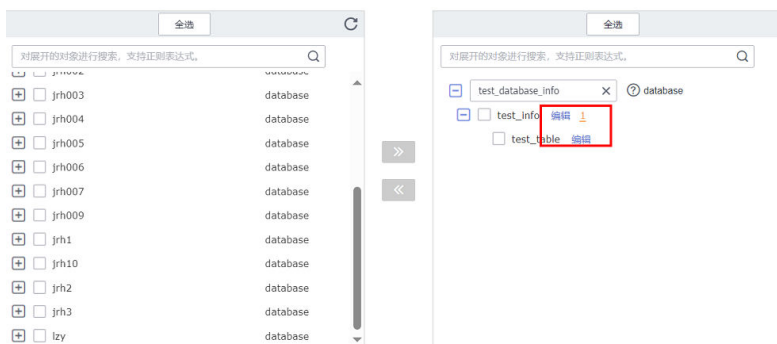 全选
对展开的对象进行搜索，支持正则表达式。
jrh002 database
jrh003 database
jrh004 database
jrh005 database
jrh006 database
jrh007 database
jrh009 database
jrh1 database
jrh10 database
jrh2 database
jrh3 database
lzy database
全选
对展开的对象进行搜索，支持正则表达式。
test_database_info database
test_info 编辑 1
test_table 编辑